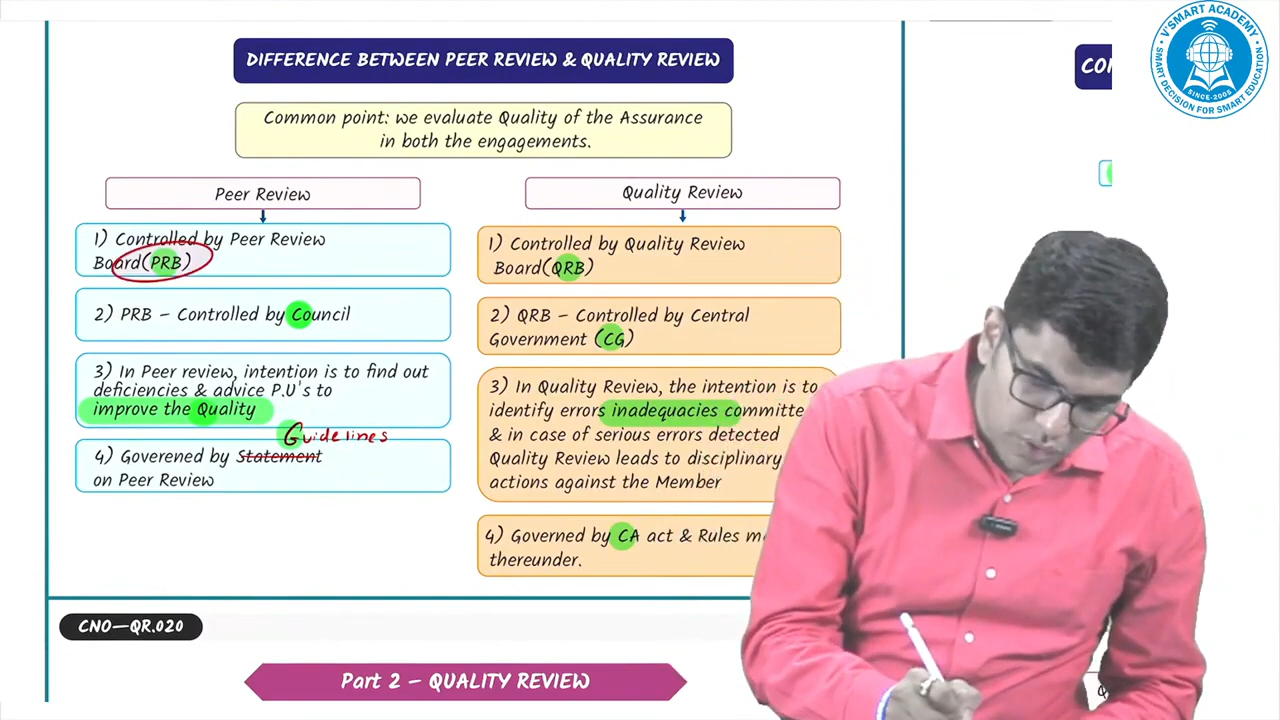 DIFFERENCE BETWEEN PEER REVIEW & QUALITY REVIEW
Common point: we evaluate Quality of the Assurance
in both the engagements.
Peer Review
1) Controlled by Peer Review
Board(PRB)
2) PRB – Controlled by Council
3) In Peer review, intention is to find out
deficiencies & advice P.U's to
improve the Quality
Guidelines
4) Goverened by Statement
on Peer Review
Quality Review
1) Controlled by Quality Review
Board(QRB)
2) QRB – Controlled by Central
Government (CG)
3) In Quality Review, the intention is to
identify errors inadequacies committe
& in case of serious errors detected
Quality Review leads to disciplinary
actions against the Member
4) Governed by CA act & Rules m
thereunder.
CNO—QR.020
Part 2 – QUALITY REVIEW
CO
V'SMART ACADEMY
SMART DECISION FOR SMART EDUCATION
SINCE-2005